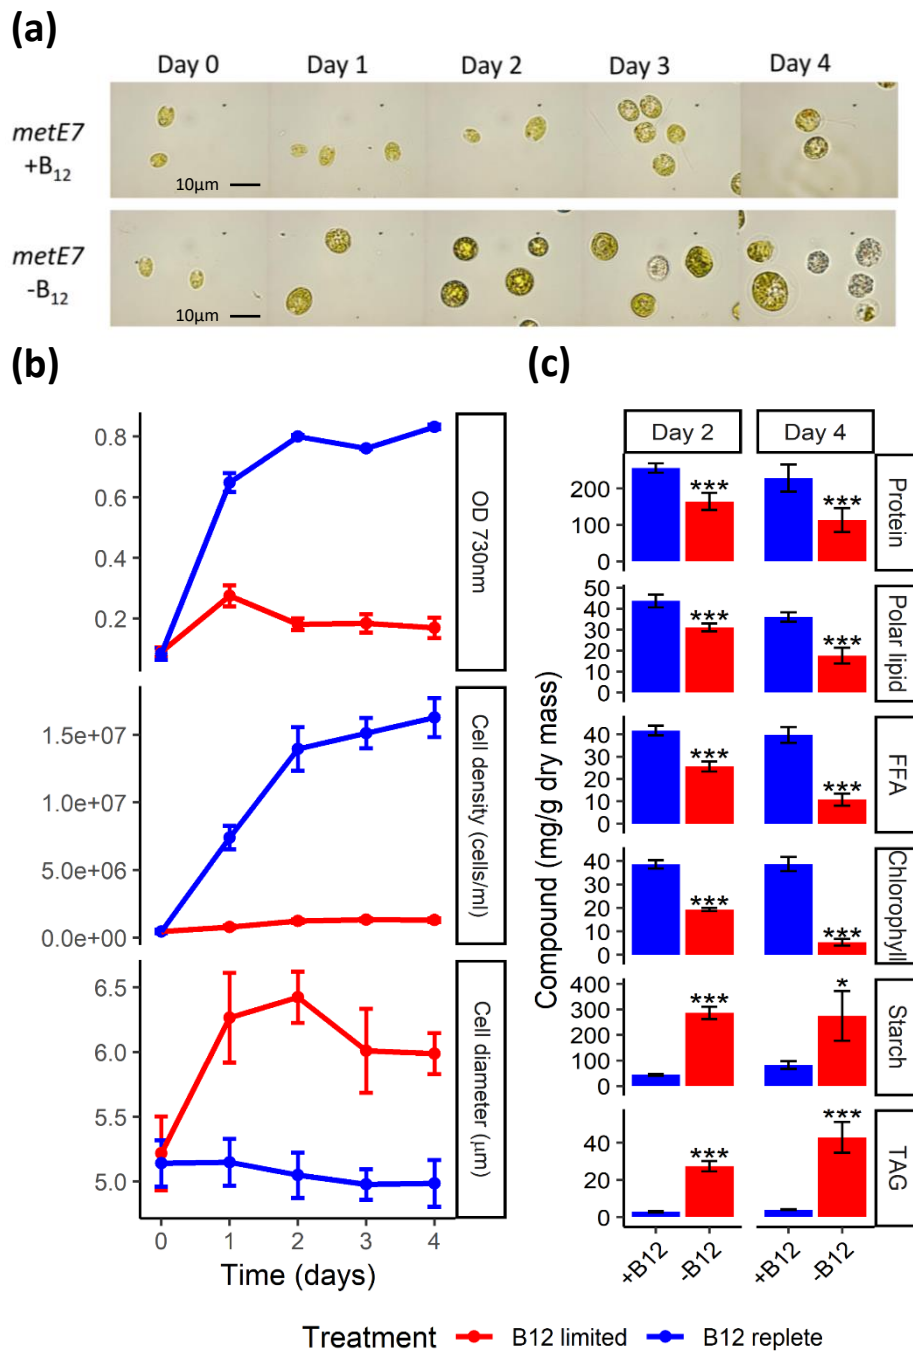 (a)
Day 0 Day 1 Day 2 Day 3 Day 4
metE7
+B12
10µm
metE7
-B12
10µm
(b)
0.8
0.6
0.4
0.2
OD 730nm
1.5e+07
1.0e+07
5.0e+06
0.0e+00
Cell density (cells/ml)
6.5
6.0
5.5
5.0
Cell diameter (µm)
0 1 2 3 4
Time (days)
(c)
Day 2 Day 4
Compound (mg/g dry mass)
200
100
0
*** ***
Protein
50
40
30
20
10
0
*** ***
Polar lipid
40
30
20
10
0
*** ***
FFA
40
30
20
10
0
*** ***
Chlorophyll
400
300
200
100
0
*** *
Starch
40
20
0
*** ***
TAG
+B12 -B12 +B12 -B12
Treatment B12 limited B12 replete